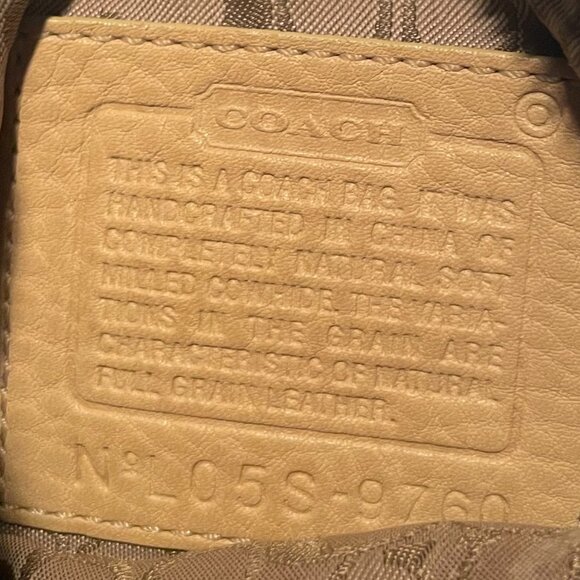 COACH
THIS IS A COACH BAG. IT WAS
HANDCRAFTED IN CHINA OF
COMPLETELY NATURAL SOFT
MILLED COWHIDE. THE VARIA-
TIONS IN THE GRAIN ARE
CHARACTERISTIC OF NATURAL
FULL GRAIN LEATHER.
Nº L05S-9760